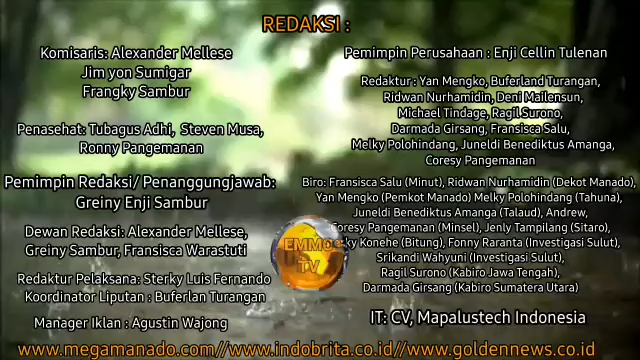 REDAKSI :
Komisaris: Alexander Mellese
Jim yon Sumigar
Frangky Sambur
Penasehat: Tubagus Adhi, Steven Musa,
Ronny Pangemanan
Pemimpin Redaksi/ Penanggungjawab:
Greiny Enji Sambur
Dewan Redaksi: Alexander Mellese,
Greiny Sambur, Fransisca Warastuti
Redaktur Pelaksana: Sterky Luis Fernando
Koordinator Liputan : Buferlan Turangan
Manager Iklan : Agustin Wajong
Pemimpin Perusahaan : Enji Cellin Tulenan
Redaktur : Yan Mengko, Buferland Turangan,
Ridwan Nurhamidin, Deni Mailensun,
Michael Tindage, Ragil Surono,
Darmada Girsang, Fransisca Salu,
Melky Polohindang, Juneldi Benediktus Amanga,
Coresy Pangemanan
Biro: Fransisca Salu (Minut), Ridwan Nurhamidin (Dekot Manado),
Yan Mengko (Pemkot Manado) Melky Polohindang (Tahuna),
Juneldi Benediktus Amanga (Talaud), Andrew,
Coresy Pangemanan (Minsel), Jenly Tampilang (Sitaro),
Konehe (Bitung), Fonny Raranta (Investigasi Sulut),
Srikandi Wahyuni (Investigasi Sulut),
Ragil Surono (Kabiro Jawa Tengah),
Darmada Girsang (Kabiro Sumatera Utara)
EMMC
TV
IT: CV, Mapalustech Indonesia
www.megamanado.com//www.indobrita.co.id//www.goldennews.co.id